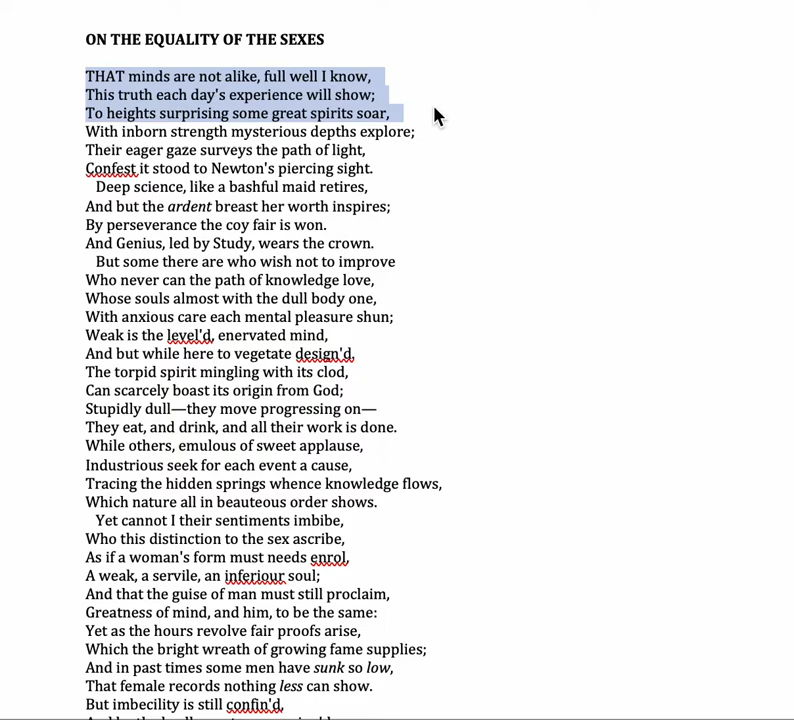 ON THE EQUALITY OF THE SEXES
THAT minds are not alike, full well I know,
This truth each day's experience will show;
To heights surprising some great spirits soar,
With inborn strength mysterious depths explore;
Their eager gaze surveys the path of light,
Confest it stood to Newton's piercing sight.
Deep science, like a bashful maid retires,
And but the ardent breast her worth inspires;
By perseverance the coy fair is won.
And Genius, led by Study, wears the crown.
But some there are who wish not to improve
Who never can the path of knowledge love,
Whose souls almost with the dull body one,
With anxious care each mental pleasure shun;
Weak is the level'd, enervated mind,
And but while here to vegetate design'd.
The torpid spirit mingling with its clod,
Can scarcely boast its origin from God;
Stupidly dull—they move progressing on—
They eat, and drink, and all their work is done.
While others, emulous of sweet applause,
Industrious seek for each event a cause,
Tracing the hidden springs whence knowledge flows,
Which nature all in beauteous order shows.
Yet cannot I their sentiments imbibe,
Who this distinction to the sex ascribe,
As if a woman's form must needs enrol,
A weak, a servile, an inferiour soul;
And that the guise of man must still proclaim,
Greatness of mind, and him, to be the same:
Yet as the hours revolve fair proofs arise,
Which the bright wreath of growing fame supplies;
And in past times some men have sunk so low,
That female records nothing less can show.
But imbecility is still confin'd,